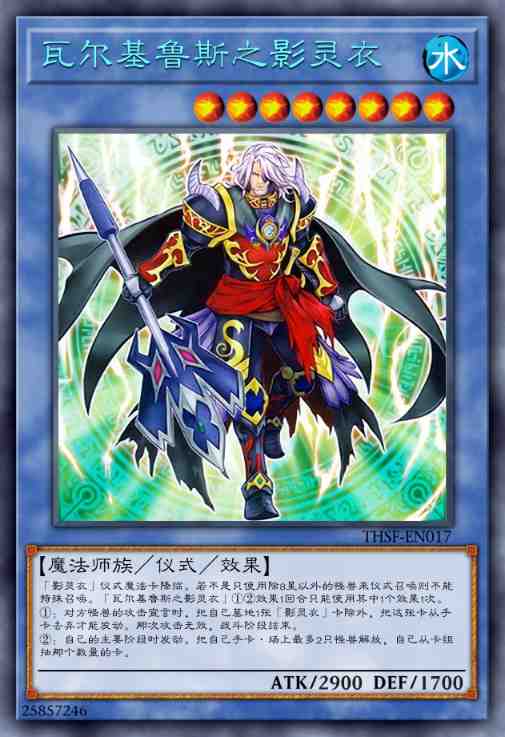 瓦尔基鲁斯之影灵衣
水
THSF-EN017
【魔法师族／仪式／效果】
「影灵衣」仪式魔法卡降临。若不是只使用除8星以外的怪兽来仪式召唤则不能
特殊召唤。「瓦尔基鲁斯之影灵衣」①②效果1回合只能使用其中1个效果1次。
①：对方怪兽的攻击宣言时，把自己墓地1张「影灵衣」卡除外，把这张卡从手
卡丢弃才能发动。那次攻击无效，战斗阶段结束。
②：自己的主要阶段时发动。把自己手卡・场上最多2只怪兽解放，自己从卡组
抽那个数量的卡。
ATK/2900 DEF/1700
25857246